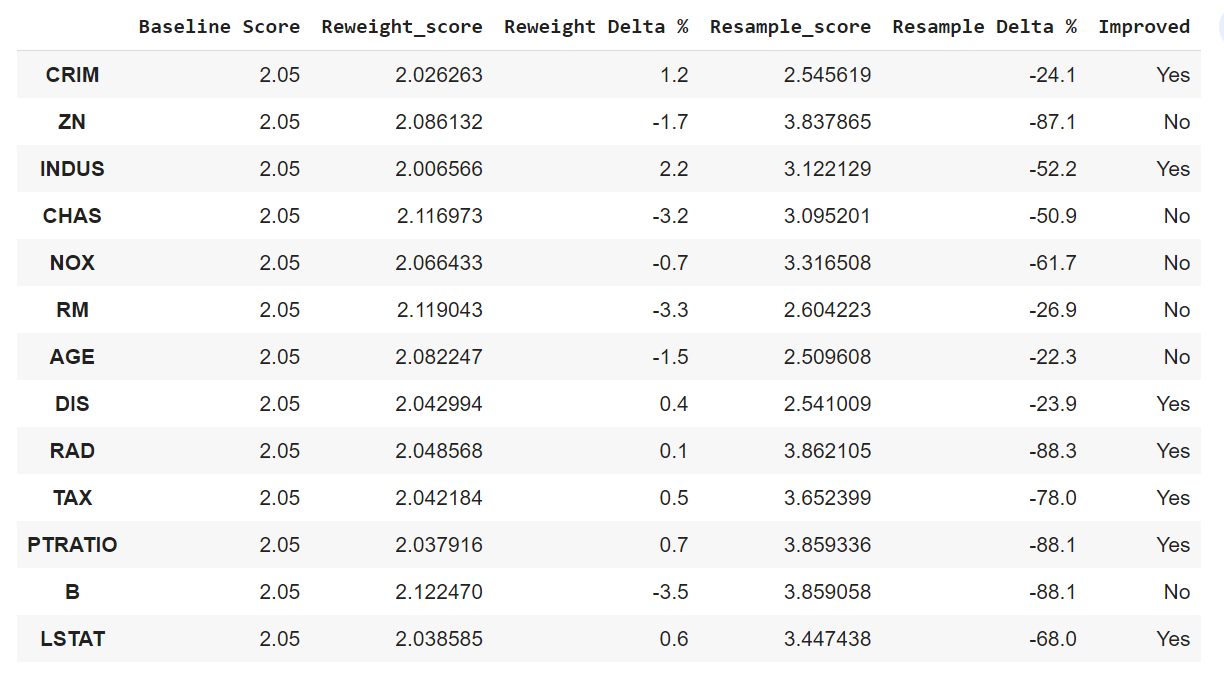 Baseline Score Reweight_score Reweight Delta % Resample_score Resample Delta % Improved
CRIM 2.05 2.026263 1.2 2.545619 -24.1 Yes
ZN 2.05 2.086132 -1.7 3.837865 -87.1 No
INDUS 2.05 2.006566 2.2 3.122129 -52.2 Yes
CHAS 2.05 2.116973 -3.2 3.095201 -50.9 No
NOX 2.05 2.066433 -0.7 3.316508 -61.7 No
RM 2.05 2.119043 -3.3 2.604223 -26.9 No
AGE 2.05 2.082247 -1.5 2.509608 -22.3 No
DIS 2.05 2.042994 0.4 2.541009 -23.9 Yes
RAD 2.05 2.048568 0.1 3.862105 -88.3 Yes
TAX 2.05 2.042184 0.5 3.652399 -78.0 Yes
PTRATIO 2.05 2.037916 0.7 3.859336 -88.1 Yes
B 2.05 2.122470 -3.5 3.859058 -88.1 No
LSTAT 2.05 2.038585 0.6 3.447438 -68.0 Yes